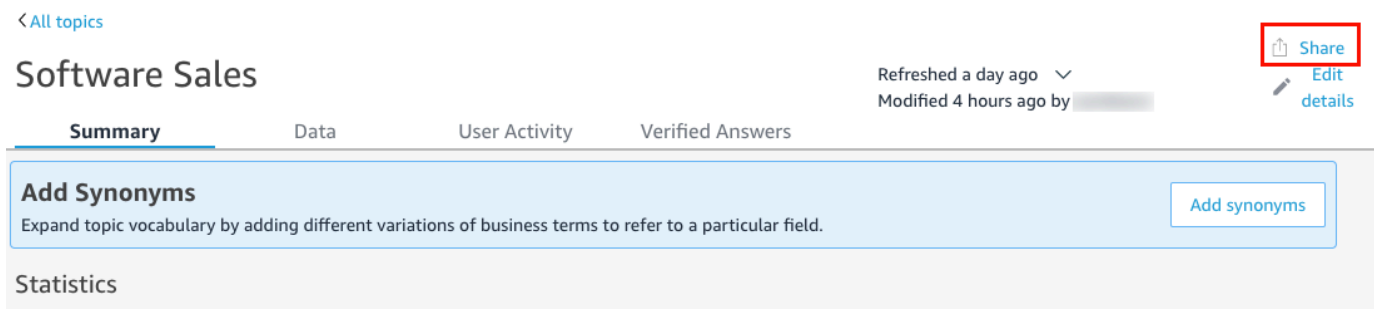 All topics
Software Sales
Refreshed a day ago
Modified 4 hours ago by
Share
Edit
details
Summary
Data
User Activity
Verified Answers
Add Synonyms
Expand topic vocabulary by adding different variations of business terms to refer to a particular field.
Add synonyms
Statistics